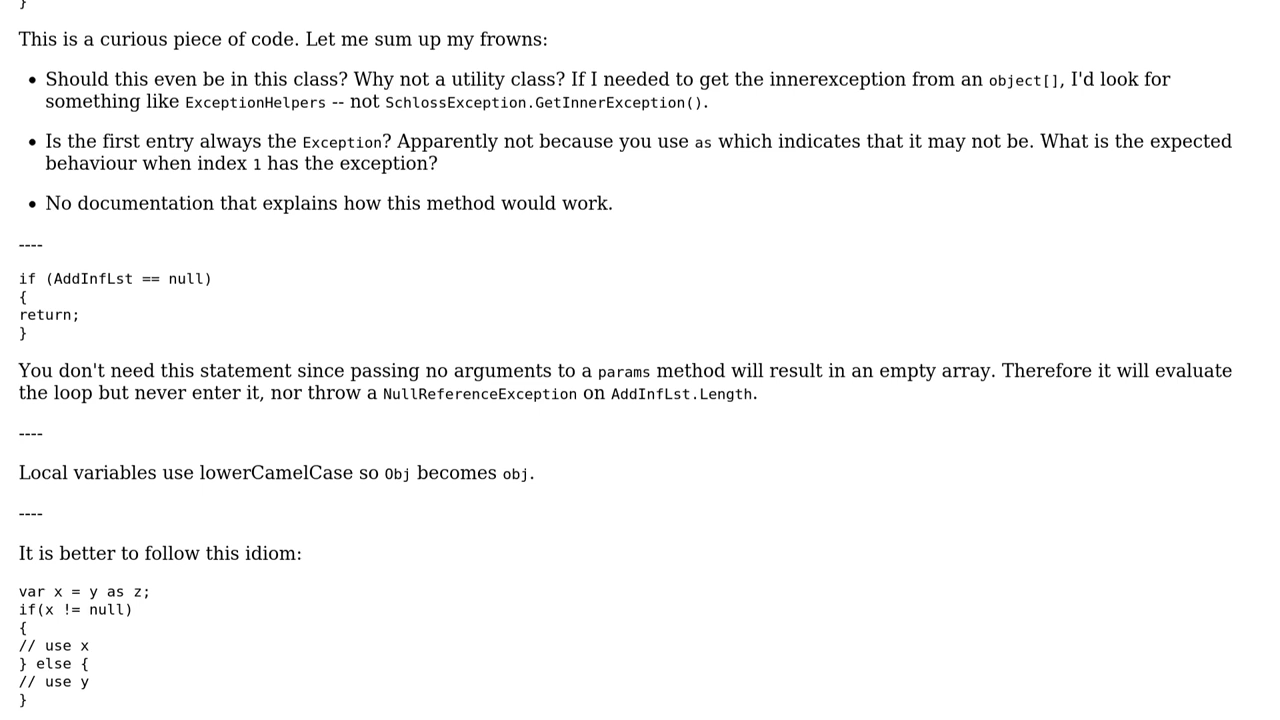 }
This is a curious piece of code. Let me sum up my frowns:
• Should this even be in this class? Why not a utility class? If I needed to get the innerexception from an object[], I'd look for
something like ExceptionHelpers -- not SchlossException.GetInnerException().
• Is the first entry always the Exception? Apparently not because you use as which indicates that it may not be. What is the expected
behaviour when index 1 has the exception?
• No documentation that explains how this method would work.
----
if (AddInfLst == null)
{
return;
}
You don't need this statement since passing no arguments to a params method will result in an empty array. Therefore it will evaluate
the loop but never enter it, nor throw a NullReferenceException on AddInfLst.Length.
----
Local variables use lowerCamelCase so Obj becomes obj.
----
It is better to follow this idiom:
var x = y as z;
if(x != null)
{
// use x
} else {
// use y
}